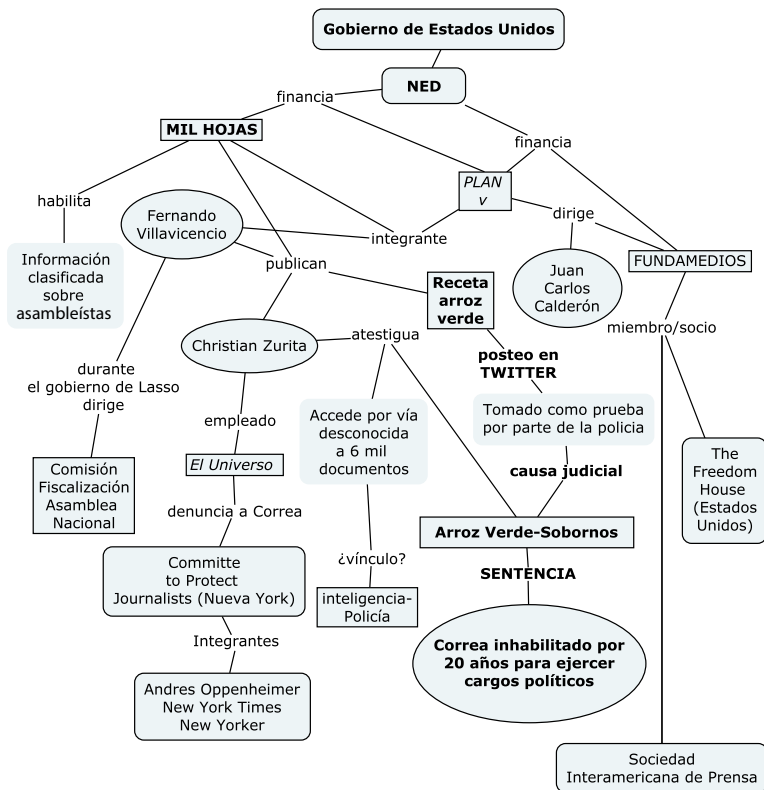 Gobierno de Estados Unidos
NED
financia
MIL HOJAS
financia
PLAN
v
habilita
Fernando
Villavicencio
dirige
integrante
Información
clasificada
sobre
asambleístas
publican
FUNDAMEDIOS
Juan
Carlos
Calderón
Receta
arroz
verde
miembro/socio
Christian Zurita
atestigua
durante
el gobierno de Lasso
dirige
posteo en
TWITTER
empleado
Accede por vía
desconocida
a 6 mil
documentos
Tomado como prueba
por parte de la policia
The
Freedom
House
(Estados
Unidos)
El Universo
Comisión
Fiscalización
Asamblea
Nacional
causa judicial
denuncia a Correa
Arroz Verde-Sobornos
¿vínculo?
Committe
to Protect
Journalists (Nueva York)
SENTENCIA
inteligencia-
Policía
Integrantes
Correa inhabilitado por
20 años para ejercer
cargos políticos
Andres Oppenheimer
New York Times
New Yorker
Sociedad
Interamericana de Prensa